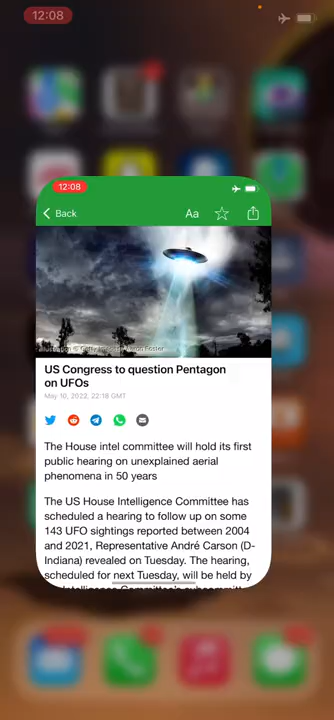 12:08
12:08
Back
Aa
US Congress to question Pentagon
on UFOs
May 10, 2022, 22:18 GMT
The House intel committee will hold its first
public hearing on unexplained aerial
phenomena in 50 years
The US House Intelligence Committee has
scheduled a hearing to follow up on some
143 UFO sightings reported between 2004
and 2021, Representative André Carson (D-
Indiana) revealed on Tuesday. The hearing,
scheduled for next Tuesday, will be held by